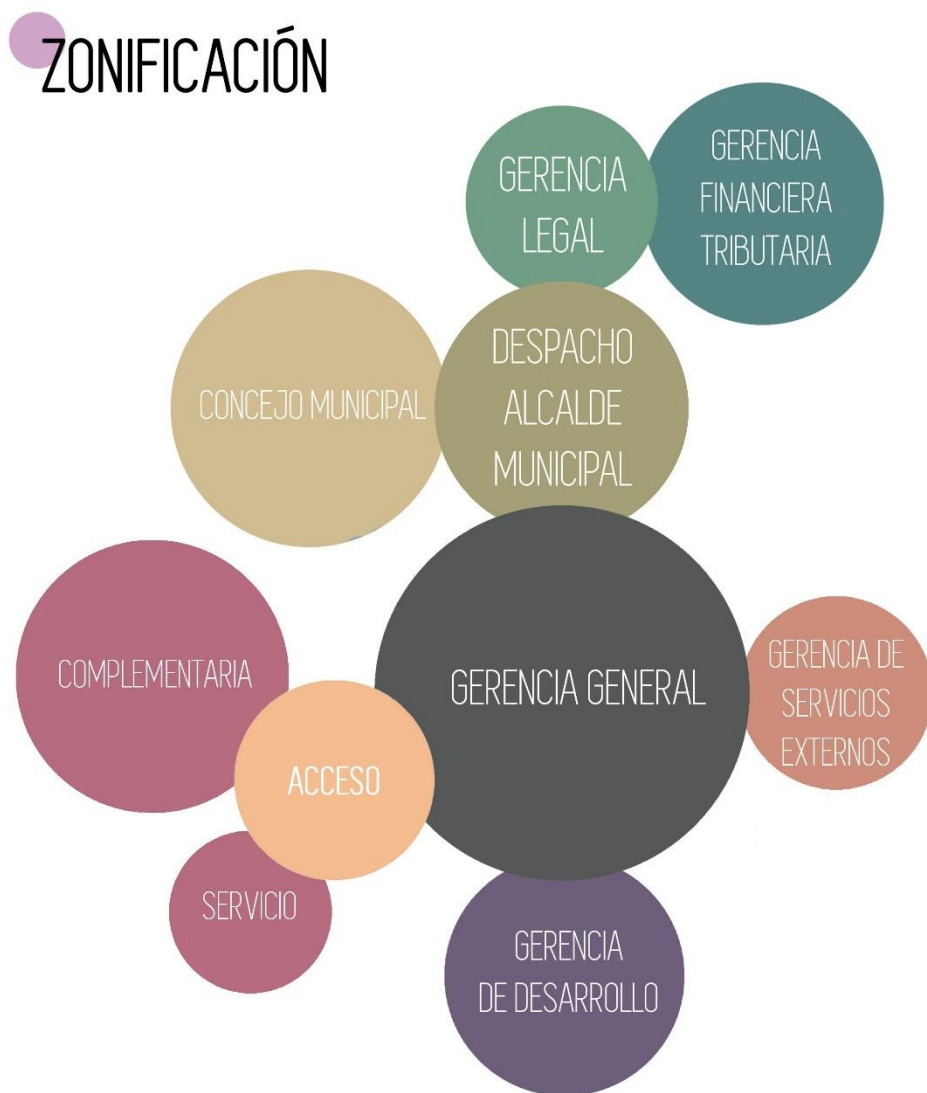 ZONIFICACIÓN
GERENCIA
LEGAL
GERENCIA
FINANCIERA
TRIBUTARIA
CONCEJO MUNICIPAL
DESPACHO
ALCALDE
MUNICIPAL
COMPLEMENTARIA
GERENCIA GENERAL
GERENCIA DE
SERVICIOS
EXTERNOS
ACCESO
SERVICIO
GERENCIA
DE DESARROLLO